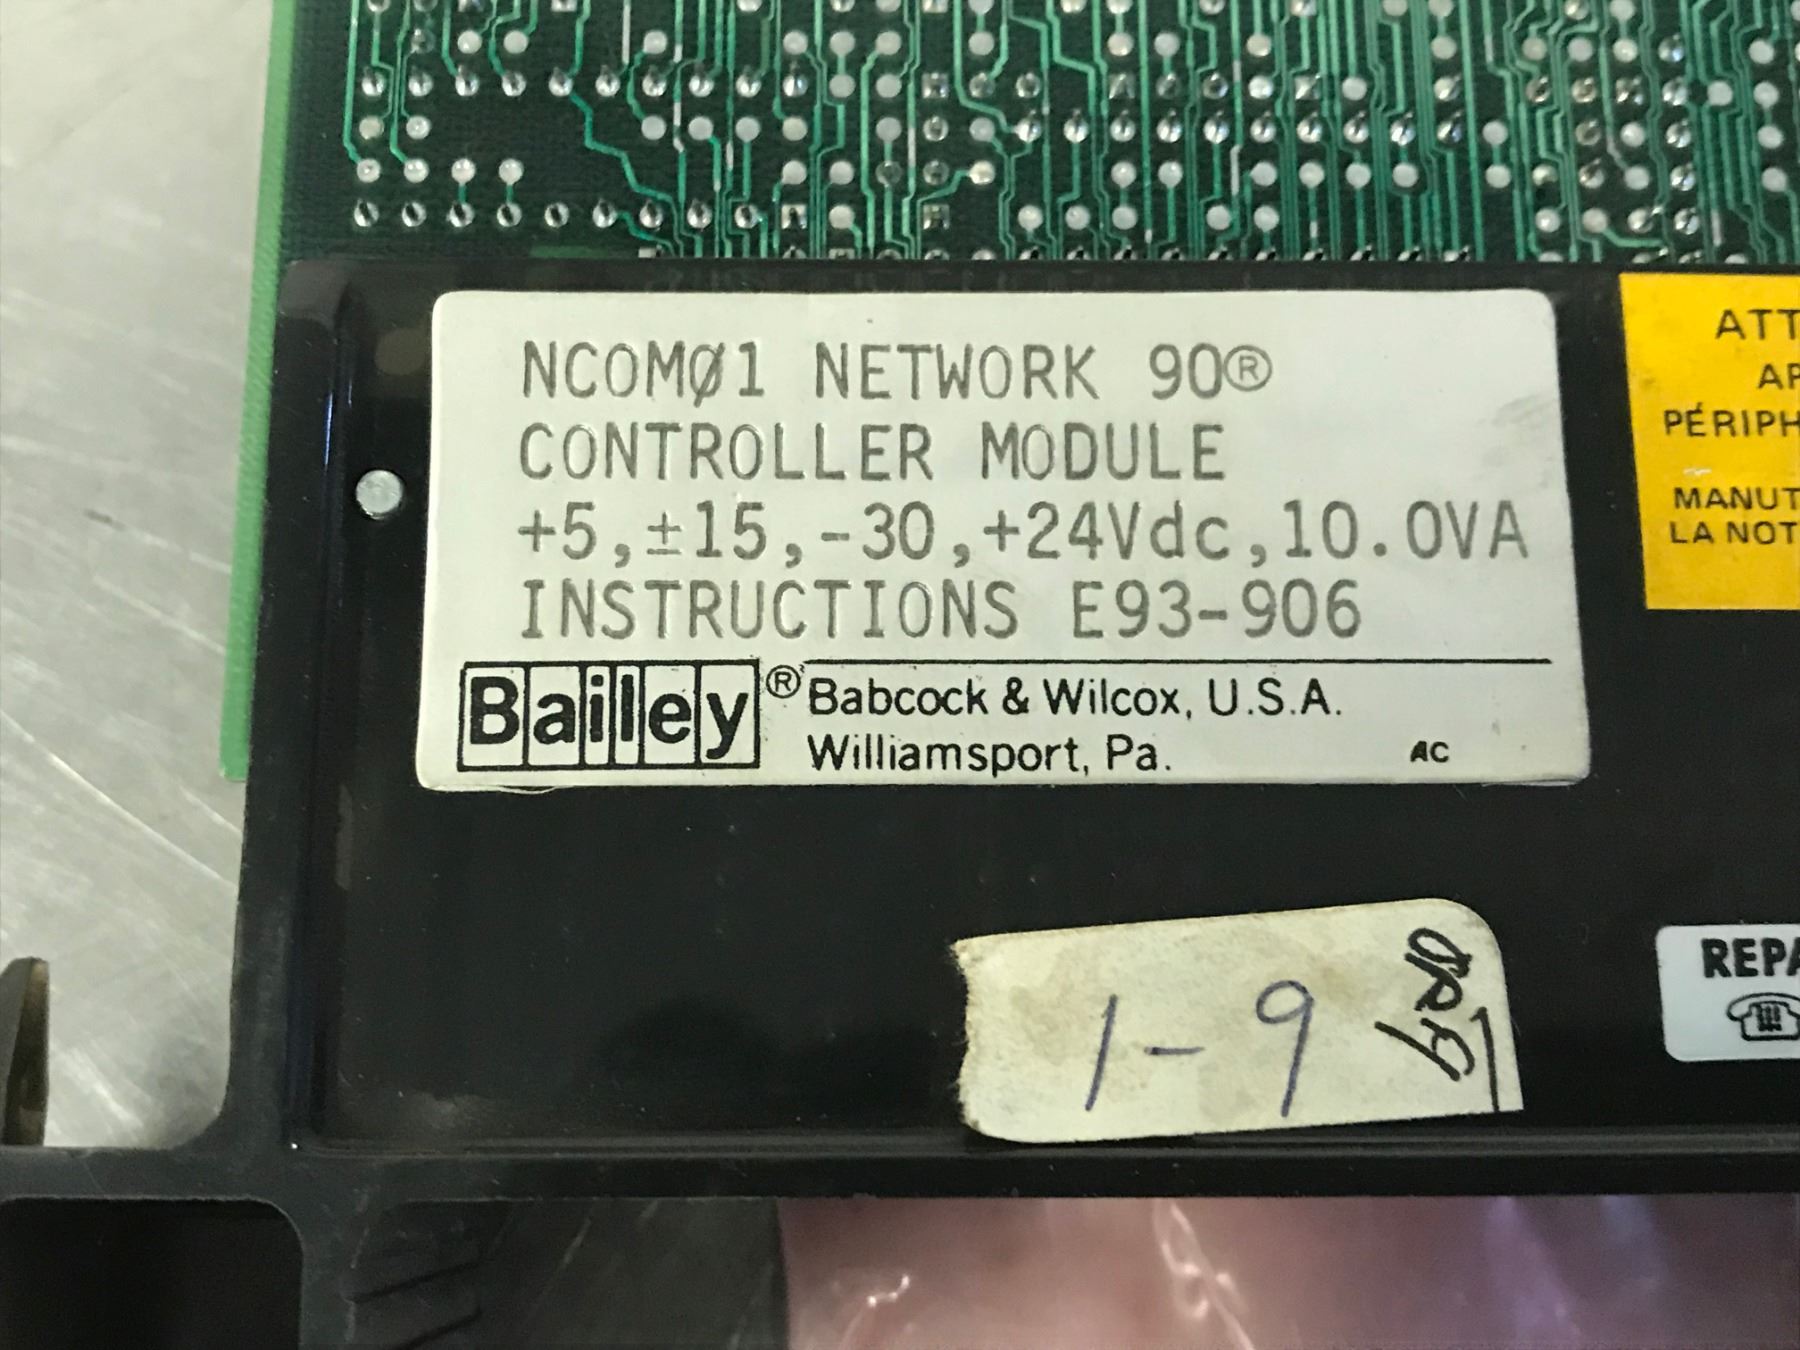 NCOMØ1 NETWORK 90®
CONTROLLER MODULE
+5,±15,-30,+24Vdc,10.0VA
INSTRUCTIONS E93-906
Bailey® Babcock & Wilcox, U.S.A.
Williamsport, Pa. AC
ATT
AP
PÉRIPH
MANUT
LA NOT
REPA
1-9